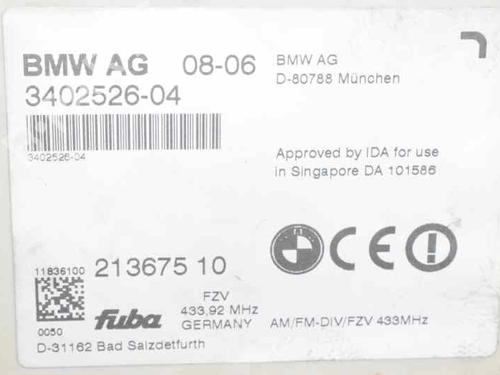 BMW AG 08-06
3402526-04
3402526-04
BMW AG
D-80788 München
Approved by IDA for use
in Singapore DA 101586
CE!
11836100
213675 10
0050
fuba
FZV
433,92 MHz
GERMANY
D-31162 Bad Salzdetfurth
AM/FM-DIV/FZV 433MHz